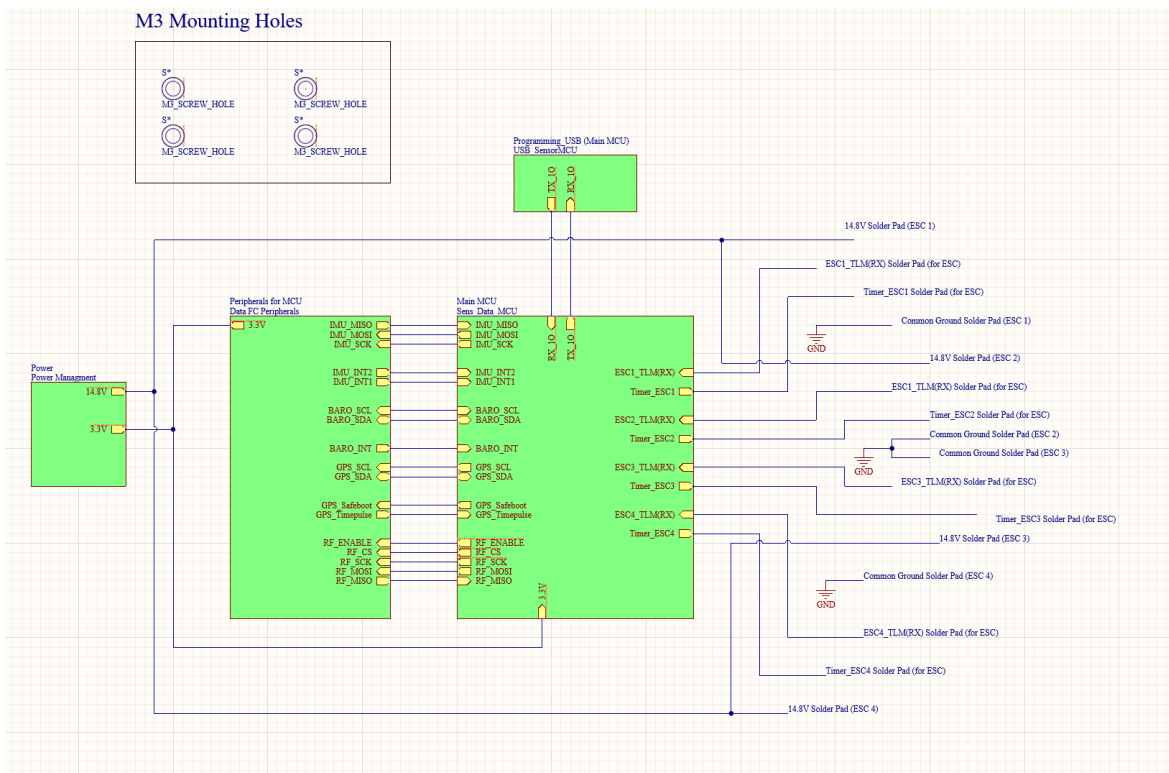 M3 Mounting Holes
S*
S*
M3_SCREW_HOLE
M3_SCREW_HOLE
S*
S*
M3_SCREW_HOLE
M3_SCREW_HOLE
Programming_USB (Main MCU)
USB_SensorMCU
TX_1O
RX_1O
14.8V Solder Pad (ESC 1)
ESC1_TLM(RX) Solder Pad (for ESC)
Timer_ESC1 Solder Pad (for ESC)
Common Ground Solder Pad (ESC 1)
GND
14.8V Solder Pad (ESC 2)
ESC1_TLM(RX) Solder Pad (for ESC)
Timer_ESC2 Solder Pad (for ESC)
Common Ground Solder Pad (ESC 2)
Common Ground Solder Pad (ESC 3)
GND
ESC3_TLM(RX) Solder Pad (for ESC)
Timer_ESC3 Solder Pad (for ESC)
14.8V Solder Pad (ESC 3)
Common Ground Solder Pad (ESC 4)
GND
ESC4_TLM(RX) Solder Pad (for ESC)
Timer_ESC4 Solder Pad (for ESC)
14.8V Solder Pad (ESC 4)
Power
Power Managment
14.8V
3.3V
Peripherals for MCU
Data FC Peripherals
3.3V
IMU_MISO
IMU_MOSI
IMU_SCK
IMU_INT2
IMU_INT1
BARO_SCL
BARO_SDA
BARO_INT
GPS_SCL
GPS_SDA
GPS_Safeboot
GPS_Timepulse
RF_ENABLE
RF_CS
RF_SCK
RF_MOSI
RF_MISO
Main MCU
Sens_Data_MCU
IMU_MISO
IMU_MOSI
IMU_SCK
IMU_INT2
IMU_INT1
BARO_SCL
BARO_SDA
BARO_INT
GPS_SCL
GPS_SDA
GPS_Safeboot
GPS_Timepulse
RF_ENABLE
RF_CS
RF_SCK
RF_MOSI
RF_MISO
RX_1O
TX_1O
ESC1_TLM(RX)
Timer_ESC1
ESC2_TLM(RX)
Timer_ESC2
ESC3_TLM(RX)
Timer_ESC3
ESC4_TLM(RX)
Timer_ESC4
3.3V